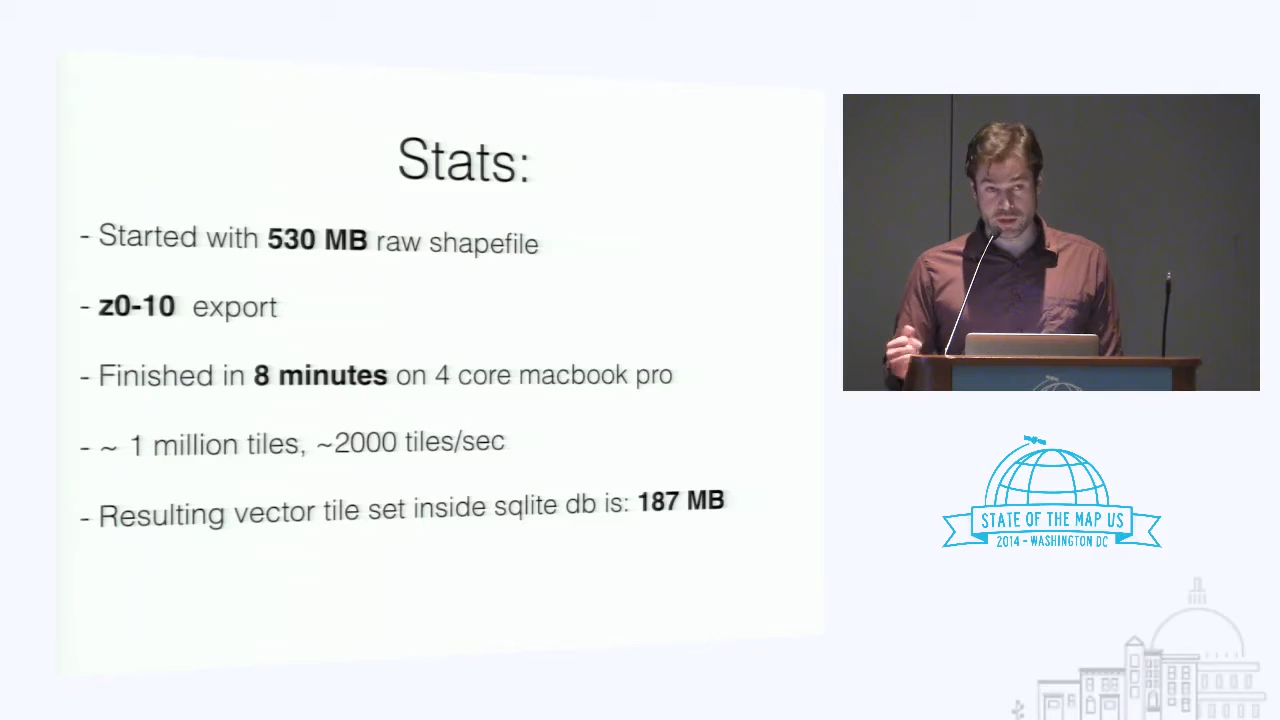 Stats:
- Started with 530 MB raw shapefile
- z0-10 export
- Finished in 8 minutes on 4 core macbook pro
- ~ 1 million tiles, ~2000 tiles/sec
- Resulting vector tile set inside sqlite db is: 187 MB
STATE OF THE MAP US
2014 - WASHINGTON DC